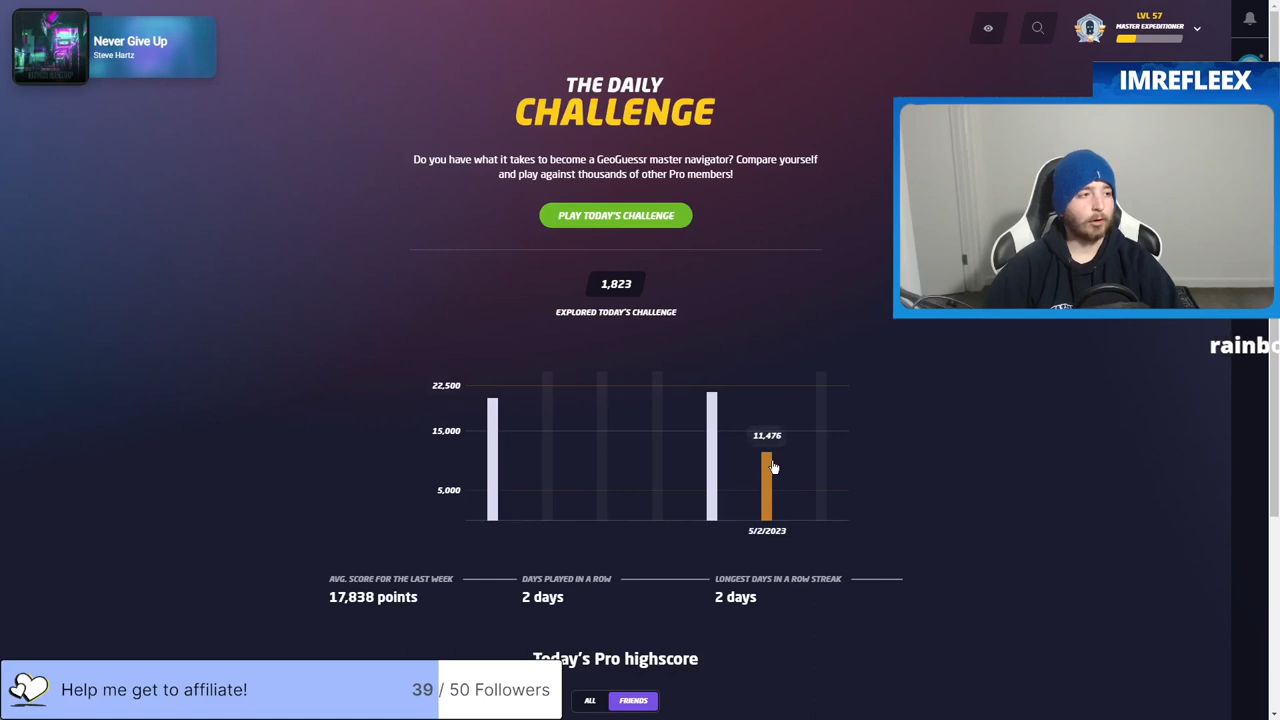 Never Give Up
Steve Hartz
LVL 57
MASTER EXPEDITIONER
IMREFLEEX
THE DAILY
CHALLENGE
Do you have what it takes to become a GeoGuessr master navigator? Compare yourself
and play against thousands of other Pro members!
PLAY TODAY'S CHALLENGE
1,823
EXPLORED TODAY'S CHALLENGE
rainbo
22,500
15,000
11,476
5,000
5/2/2023
AVG. SCORE FOR THE LAST WEEK
17,838 points
DAYS PLAYED IN A ROW
2 days
LONGEST DAYS IN A ROW STREAK
2 days
Today's Pro highscore
ALL
FRIENDS
Help me get to affiliate!
39 / 50 Followers